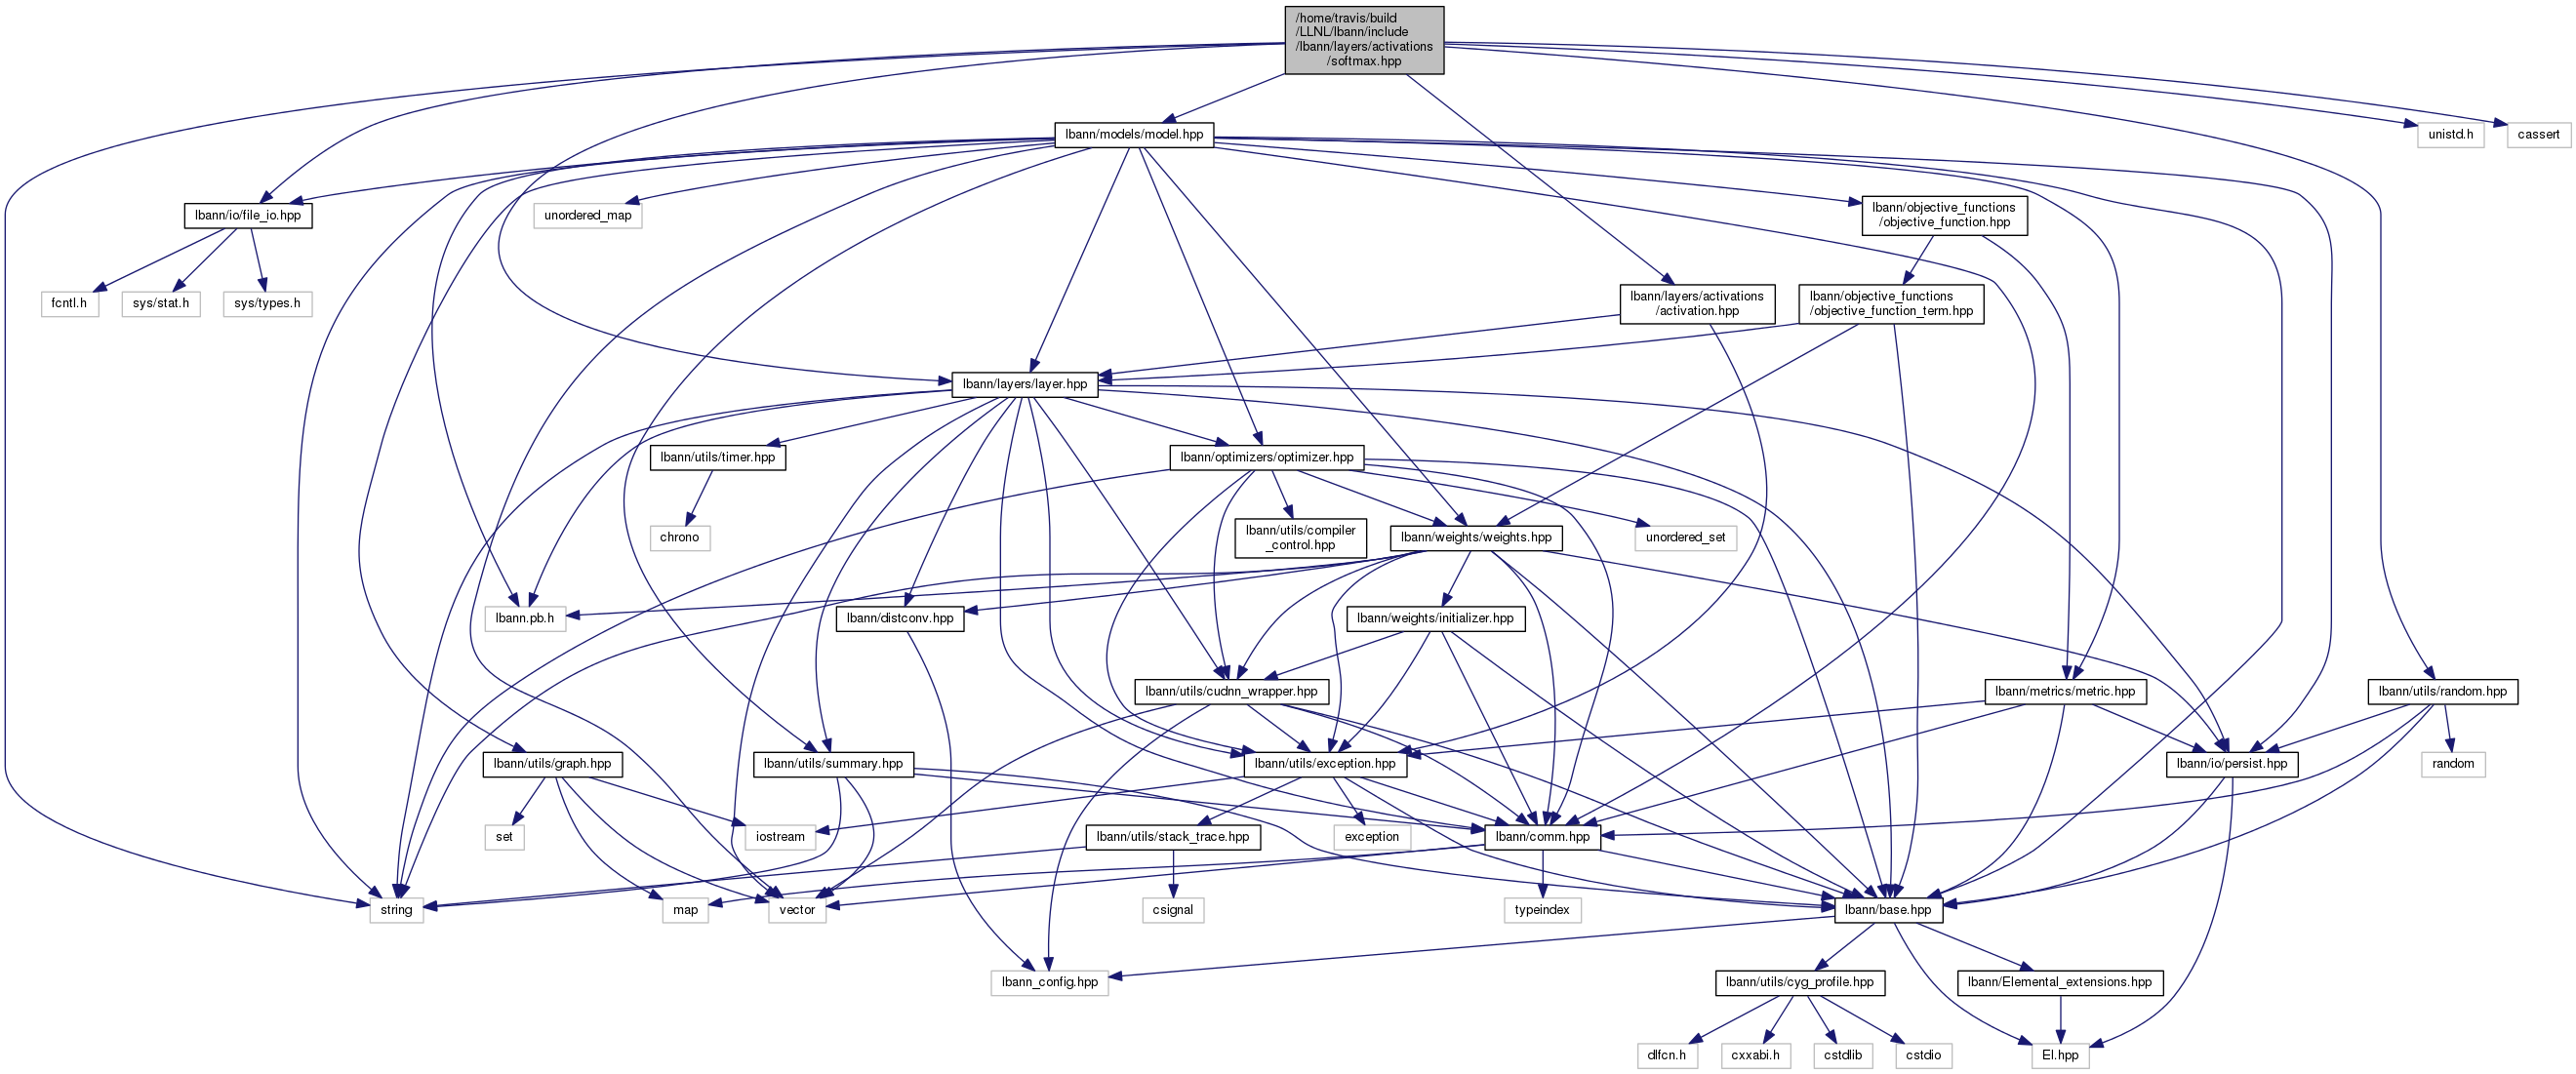 /home/travis/build
/LLNL/lbann/include
/lbann/layers/activations
/softmax.hpp
lbann/models/model.hpp
unistd.h
cassert
lbann/io/file_io.hpp
unordered_map
lbann/objective_functions
/objective_function.hpp
fcntl.h
sys/stat.h
sys/types.h
lbann/layers/activations
/activation.hpp
lbann/objective_functions
/objective_function_term.hpp
lbann/layers/layer.hpp
lbann/utils/timer.hpp
lbann/optimizers/optimizer.hpp
chrono
lbann/utils/compiler
_control.hpp
lbann/weights/weights.hpp
unordered_set
lbann.pb.h
lbann/distconv.hpp
lbann/weights/initializer.hpp
lbann/utils/cudnn_wrapper.hpp
lbann/metrics/metric.hpp
lbann/utils/random.hpp
lbann/utils/graph.hpp
lbann/utils/summary.hpp
lbann/utils/exception.hpp
lbann/io/persist.hpp
random
set
iostream
lbann/utils/stack_trace.hpp
exception
lbann/comm.hpp
string
map
vector
csignal
typeindex
lbann/base.hpp
lbann_config.hpp
lbann/utils/cyg_profile.hpp
lbann/Elemental_extensions.hpp
dlfcn.h
cxxabi.h
cstdlib
cstdio
El.hpp